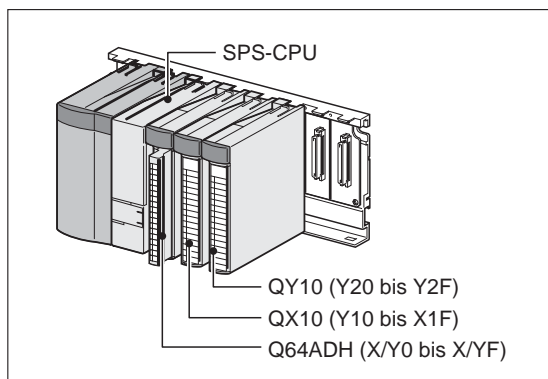 SPS-CPU
QY10 (Y20 bis Y2F)
QX10 (Y10 bis X1F)
Q64ADH (X/Y0 bis X/YF)